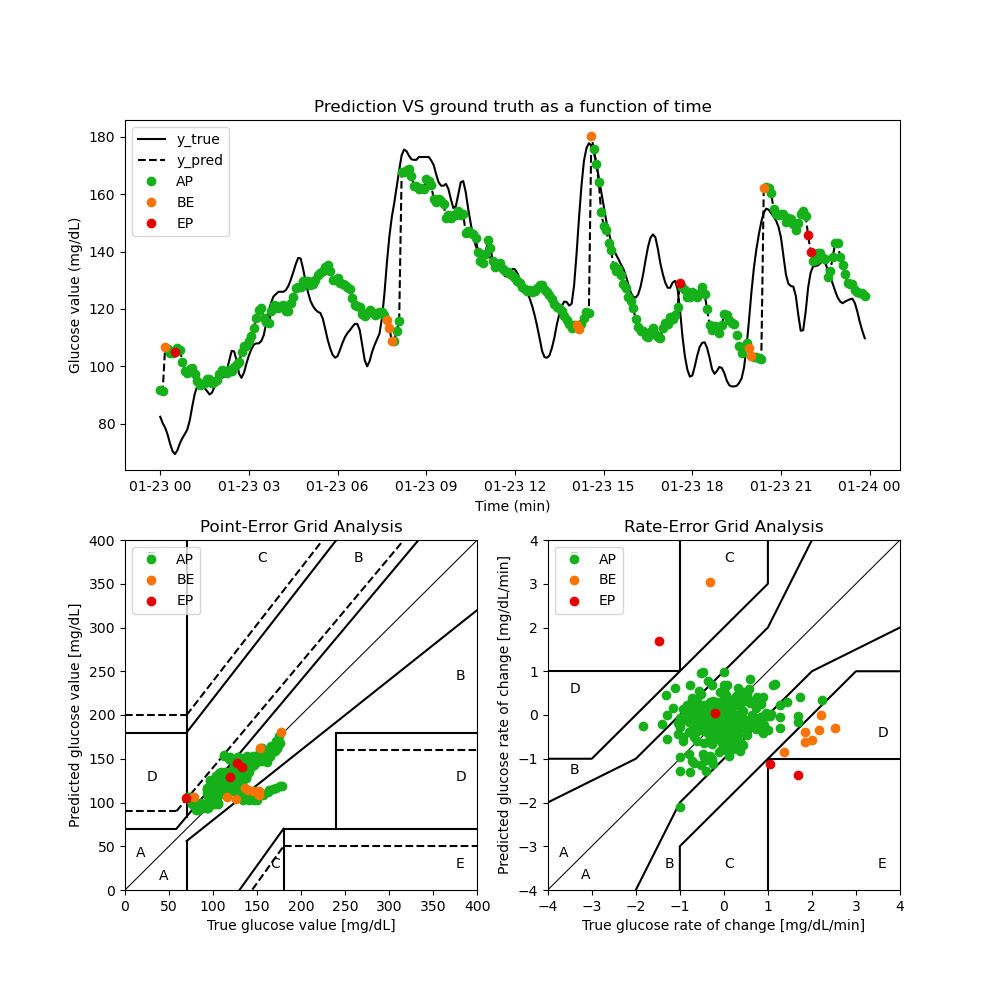 Prediction VS ground truth as a function of time
Glucose value (mg/dL)
180
160
140
120
100
80
y_true
y_pred
AP
BE
EP
01-23 00 01-23 03 01-23 06 01-23 09 01-23 12 01-23 15 01-23 18 01-23 21 01-24 00
Time (min)
Point-Error Grid Analysis
Predicted glucose value [mg/dL]
400
350
300
250
200
150
100
50
0
AP
BE
EP
C B
B
D D
A
A C E
0 50 100 150 200 250 300 350 400
True glucose value [mg/dL]
Rate-Error Grid Analysis
Predicted glucose rate of change [mg/dL/min]
4
3
2
1
0
−1
−2
−3
−4
AP
BE
EP
C
D
D
B
A
A B C E
−4 −3 −2 −1 0 1 2 3 4
True glucose rate of change [mg/dL/min]